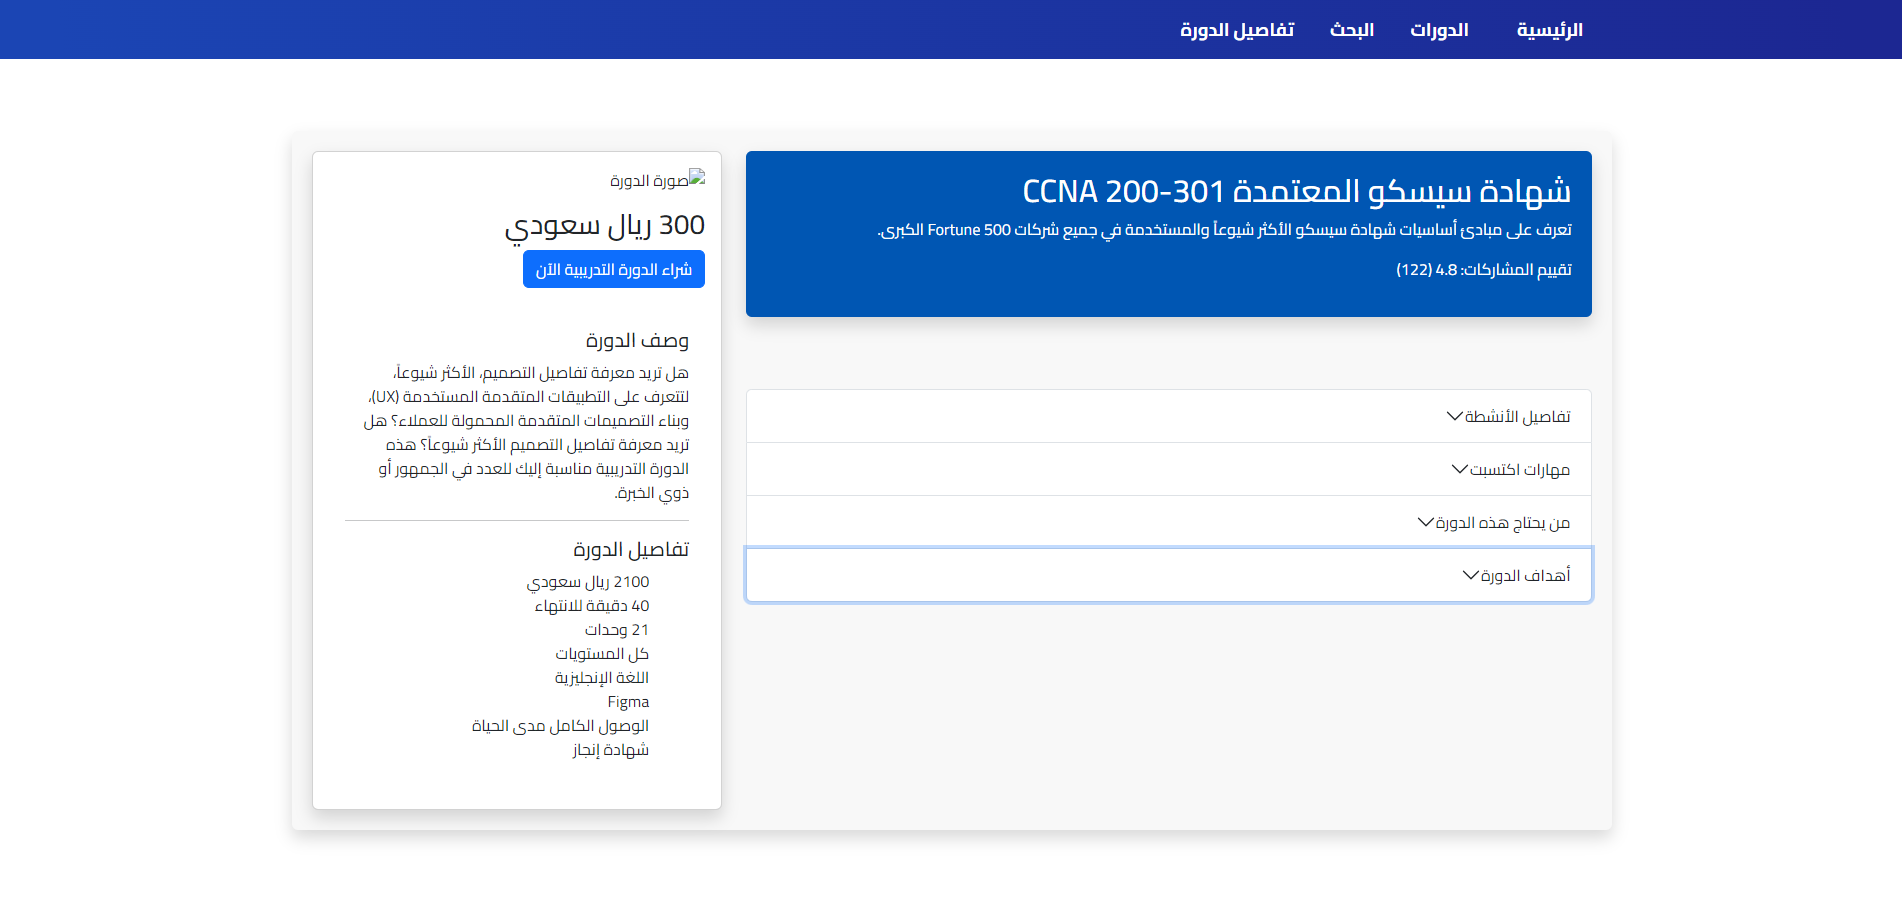 الرئيسية
الدورات
البحث
تفاصيل الدورة
شهادة سيسكو المعتمدة CCNA 200-301
تعرف على مبادئ أساسيات شهادة سيسكو الأكثر شيوعاً والمستخدمة في جميع شركات Fortune 500 الكبرى.
تقييم المشاركات: 4.8 (122)
تفاصيل الأنشطة
مهارات اكتسبت
من يحتاج هذه الدورة
أهداف الدورة
صورة الدورة
300 ريال سعودي
شراء الدورة التدريبية الآن
وصف الدورة
هل تريد معرفة تفاصيل التصميم، الأكثر شيوعاً،
لتتعرف على التطبيقات المتقدمة المستخدمة (UX)،
وبناء التصميمات المتقدمة المحمولة للعملاء؟ هل
تريد معرفة تفاصيل التصميم الأكثر شيوعاً؟ هذه
الدورة التدريبية مناسبة إليك للعدد في الجمهور أو
ذوي الخبرة.
تفاصيل الدورة
2100 ريال سعودي
40 دقيقة للانتهاء
21 وحدات
كل المستويات
اللغة الإنجليزية
Figma
الوصول الكامل مدى الحياة
شهادة إنجاز